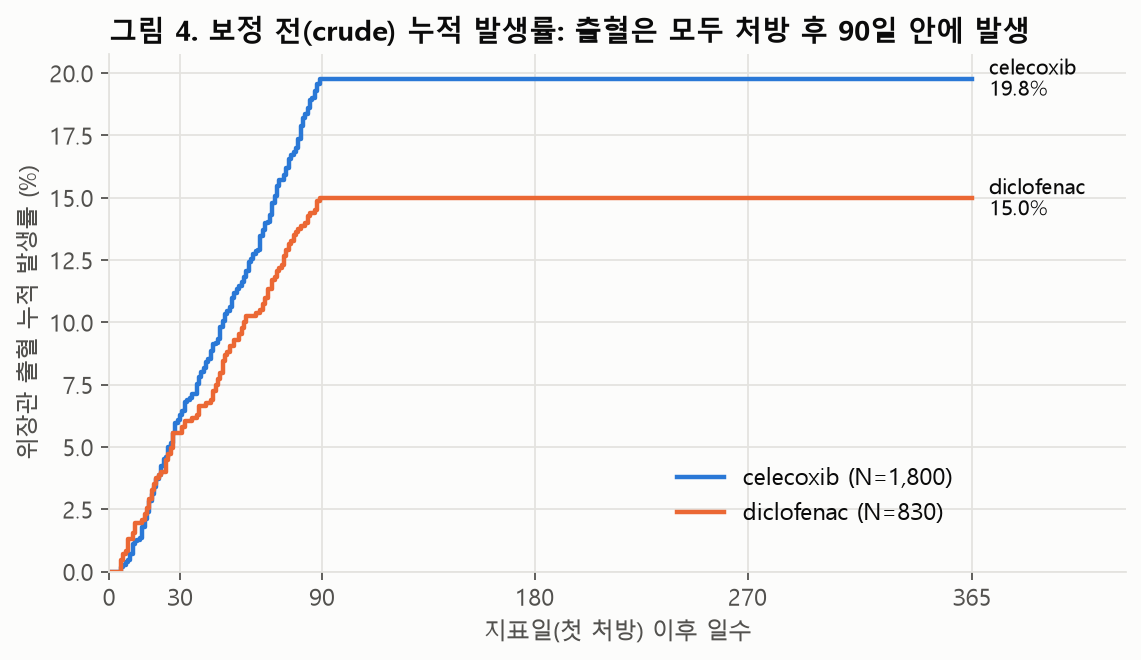 그림 4. 보정 전(crude) 누적 발생률: 출혈은 모두 처방 후 90일 안에 발생
위장관 출혈 누적 발생률 (%)
20.0
17.5
15.0
12.5
10.0
7.5
5.0
2.5
0.0
celecoxib
19.8%
diclofenac
15.0%
celecoxib (N=1,800)
diclofenac (N=830)
0 30 90 180 270 365
지표일(첫 처방) 이후 일수